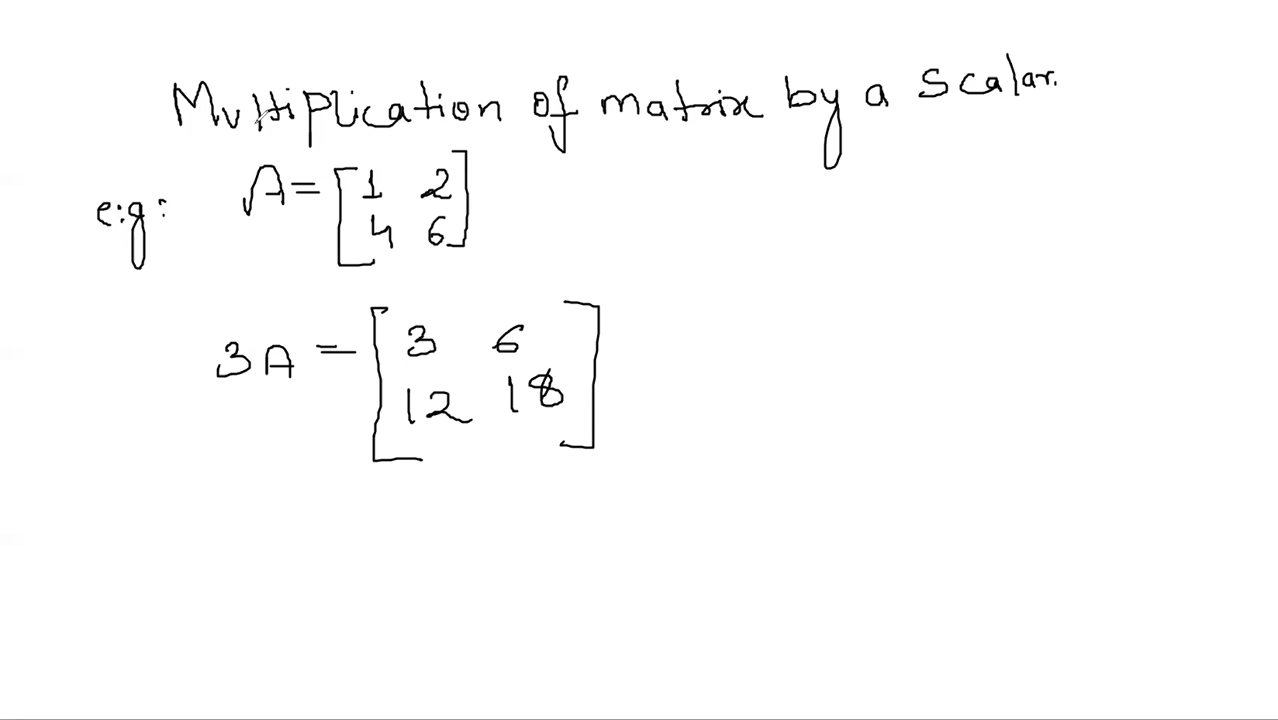 Multiplication of matrix by a scalar.
e:g: A = [1 2
4 6]
3A = [3 6
12 18]